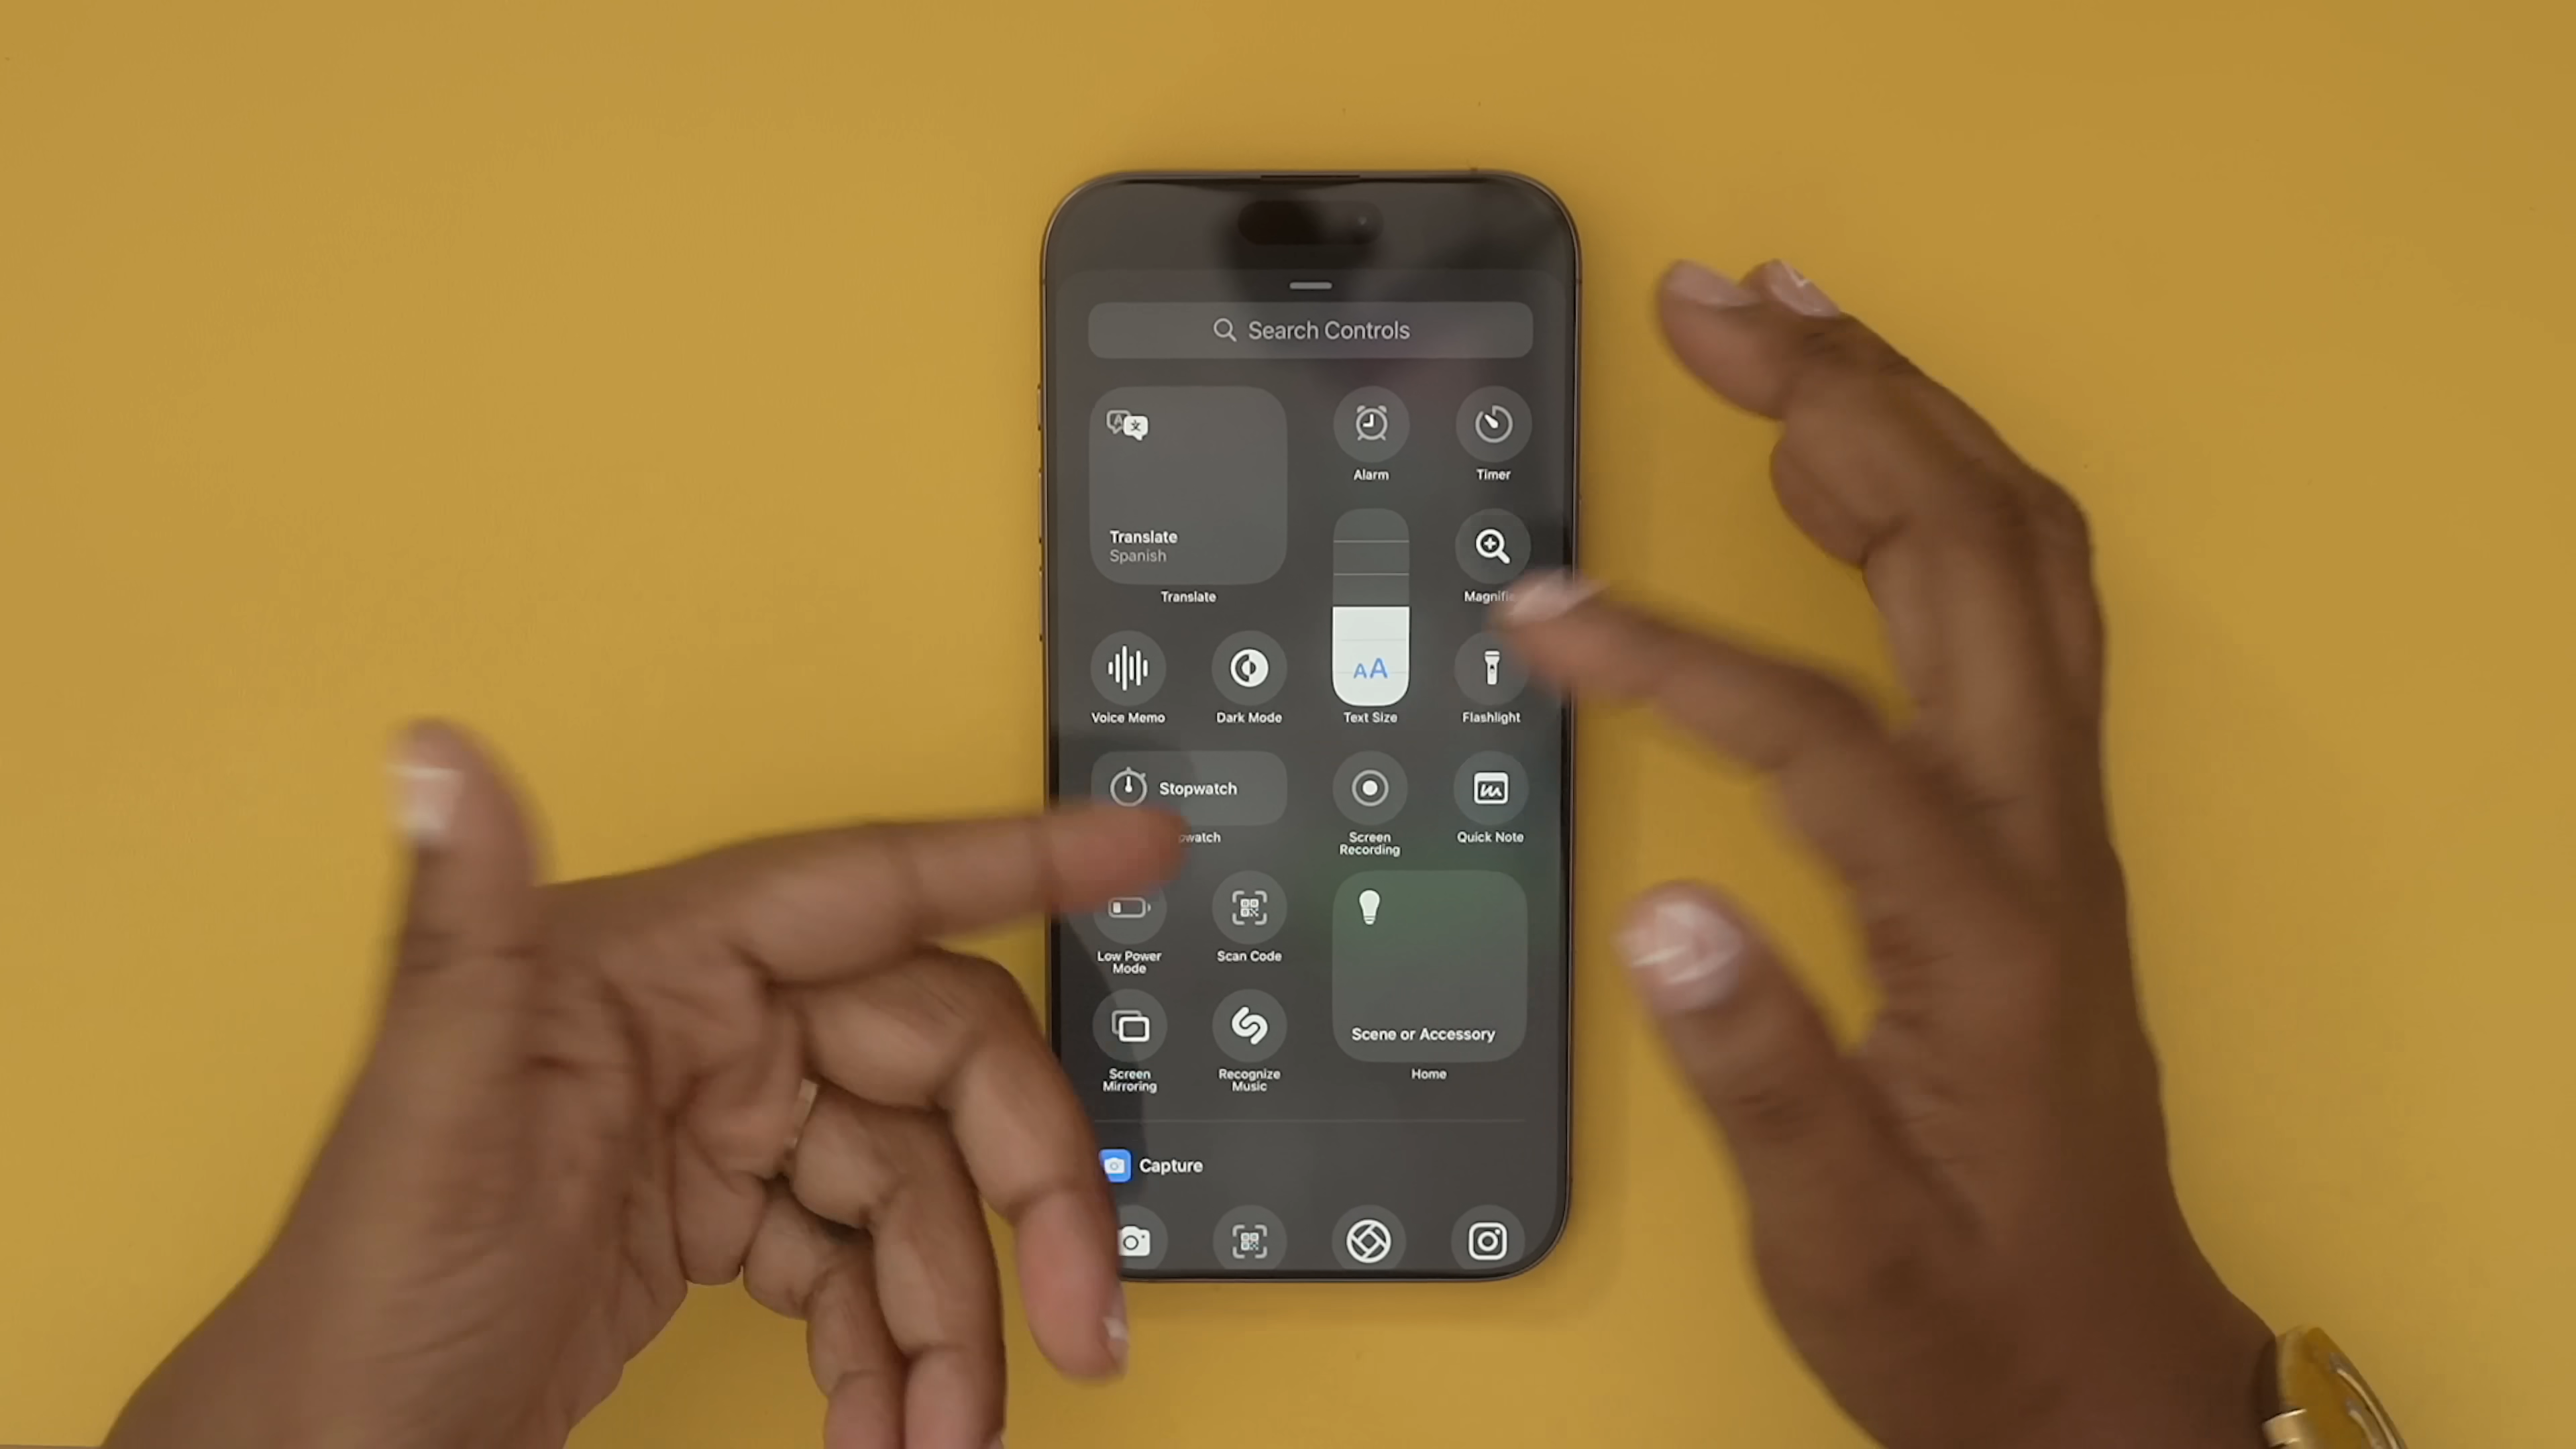 Search Controls
Translate
Spanish
Translate
Alarm
Timer
AA
Text Size
Voice Memo
Dark Mode
Flashlight
Stopwatch
Screen
Recording
Quick Note
Low Power
Mode
Scan Code
Scene or Accessory
Home
Screen
Mirroring
Recognize
Music
Capture